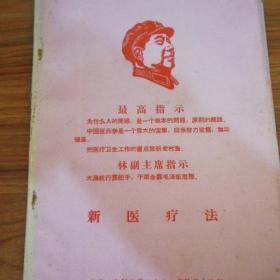 最高指示
为什么人的问题，是一个根本的问题，原则的问题。
中国医药学是一个伟大的宝库，应当努力发掘，加以
提高。
把医疗卫生工作的重点放到农村去。
林副主席指示
大海航行靠舵手，干革命靠毛泽东思想。
新医疗法